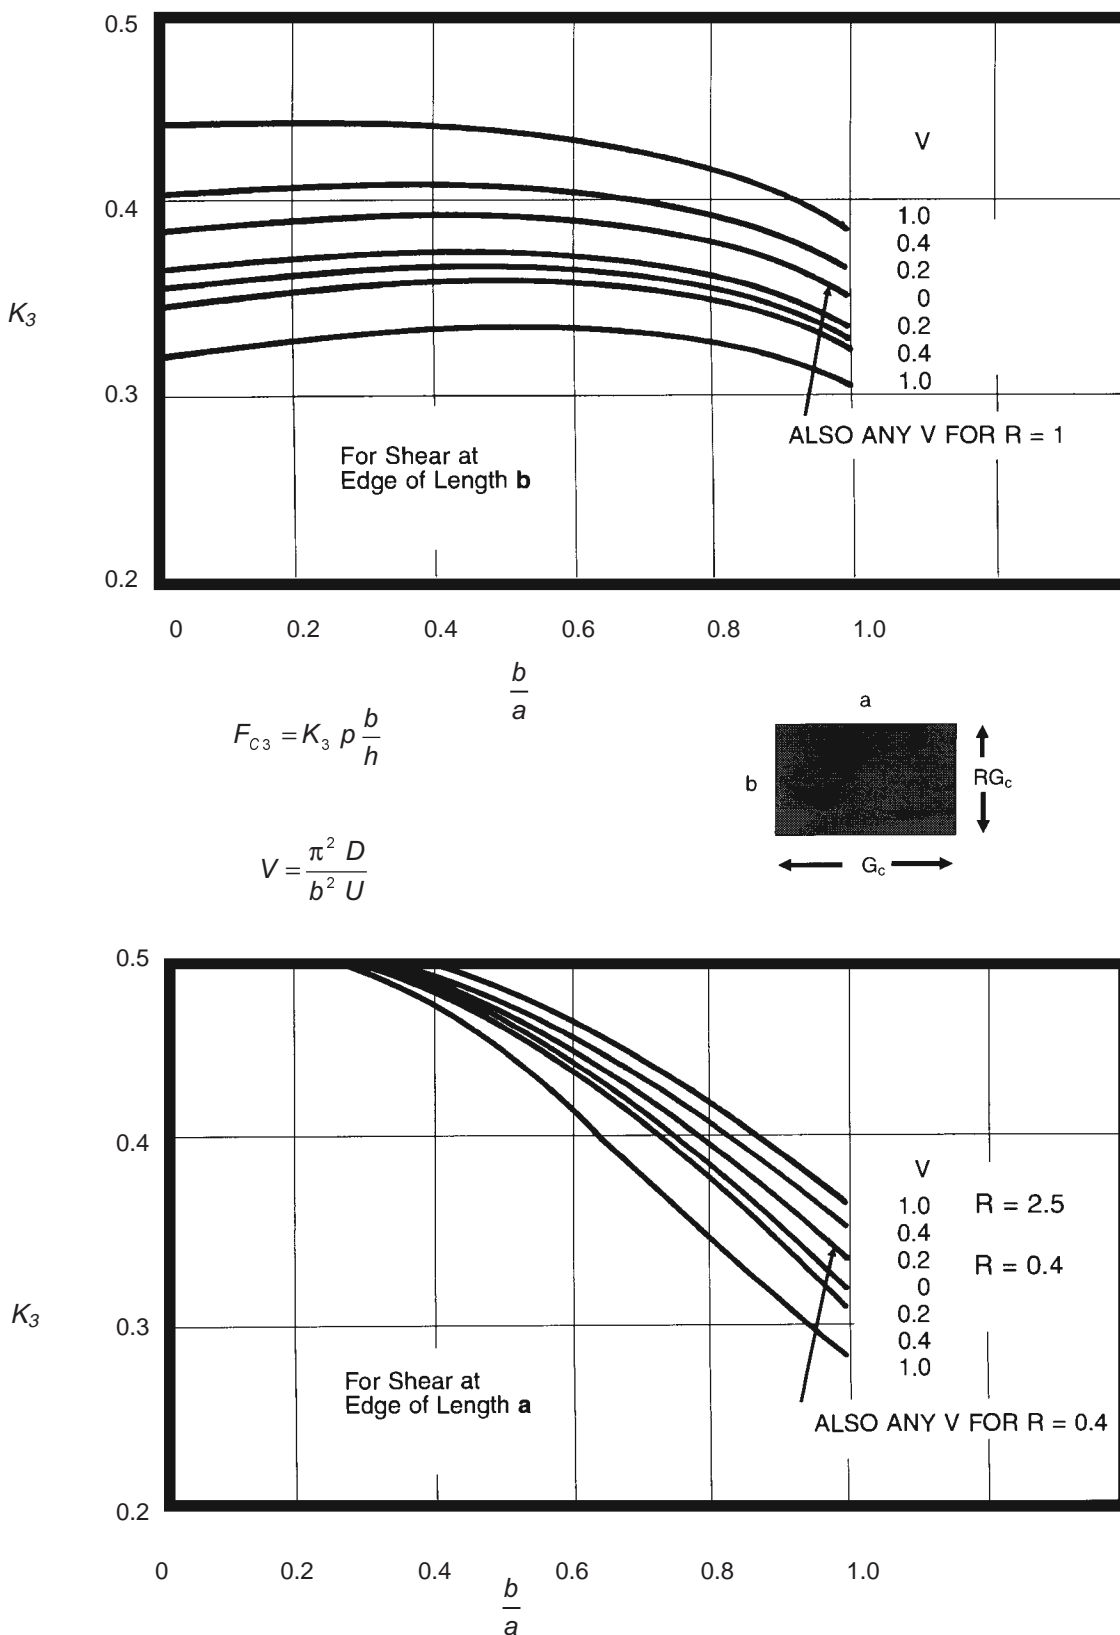 0.5
V
1.0
0.4
0.4
0.2
0
K3
0.2
0.4
0.3
1.0
ALSO ANY V FOR R = 1
For Shear at
Edge of Length b
0.2
0 0.2 0.4 0.6 0.8 1.0
b
a
F_C3 = K3 p b/h
V = π² D / b² U
a
b
RGc
Gc
0.5
0.4
V
1.0 R = 2.5
0.4
0.2 R = 0.4
0
K3
0.2
0.3
0.4
1.0
For Shear at
Edge of Length a
ALSO ANY V FOR R = 0.4
0.2
0 0.2 0.4 0.6 0.8 1.0
b
a